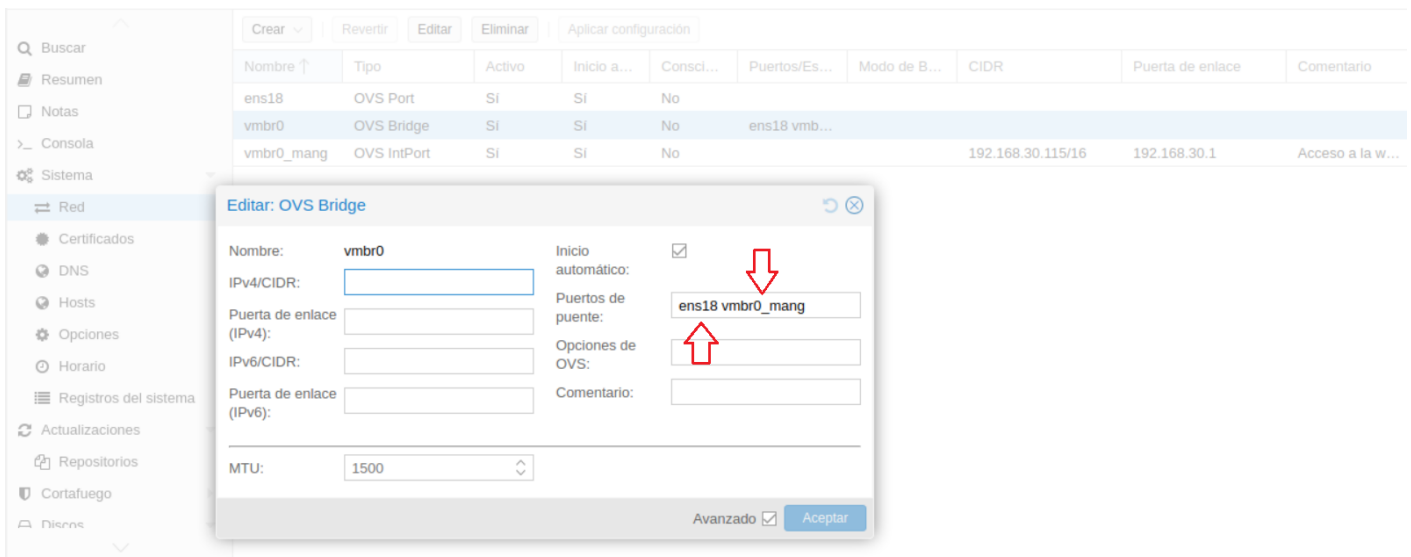 Crear Revertir Editar Eliminar Aplicar configuración
Buscar
Resumen
Notas
Consola
Sistema
Red
Certificados
DNS
Hosts
Opciones
Horario
Registros del sistema
Actualizaciones
Repositorios
Cortafuego
Discos
Nombre Tipo Activo Inicio a... Consci... Puertos/Es... Modo de B... CIDR Puerta de enlace Comentario
ens18 OVS Port Sí Sí No
vmbr0 OVS Bridge Sí Sí No ens18 vmb...
vmbr0_mang OVS IntPort Sí Sí No 192.168.30.115/16 192.168.30.1 Acceso a la w...
Editar: OVS Bridge
Nombre: vmbr0
IPv4/CIDR:
Puerta de enlace
(IPv4):
IPv6/CIDR:
Puerta de enlace
(IPv6):
Inicio
automático:
Puertos de
puente:
ens18 vmbr0_mang
Opciones de
OVS:
Comentario:
MTU: 1500
Avanzado Aceptar